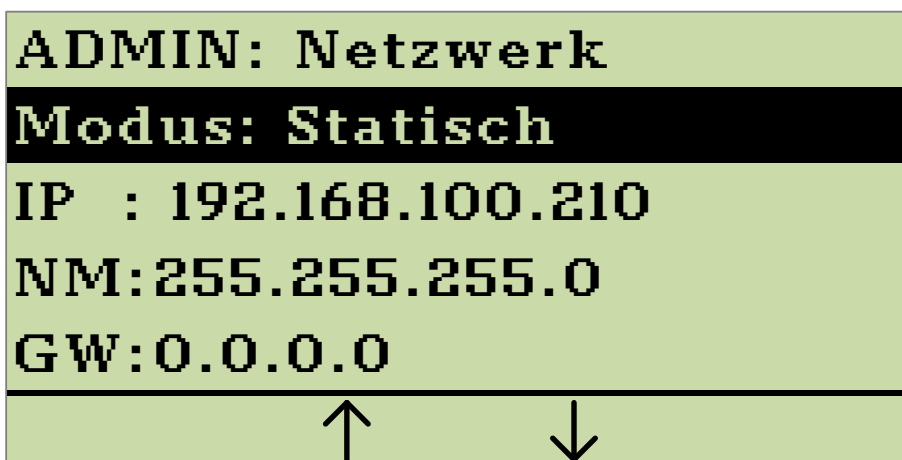 ADMIN: Netzwerk
Modus: Statisch
IP : 192.168.100.210
NM:255.255.255.0
GW:0.0.0.0